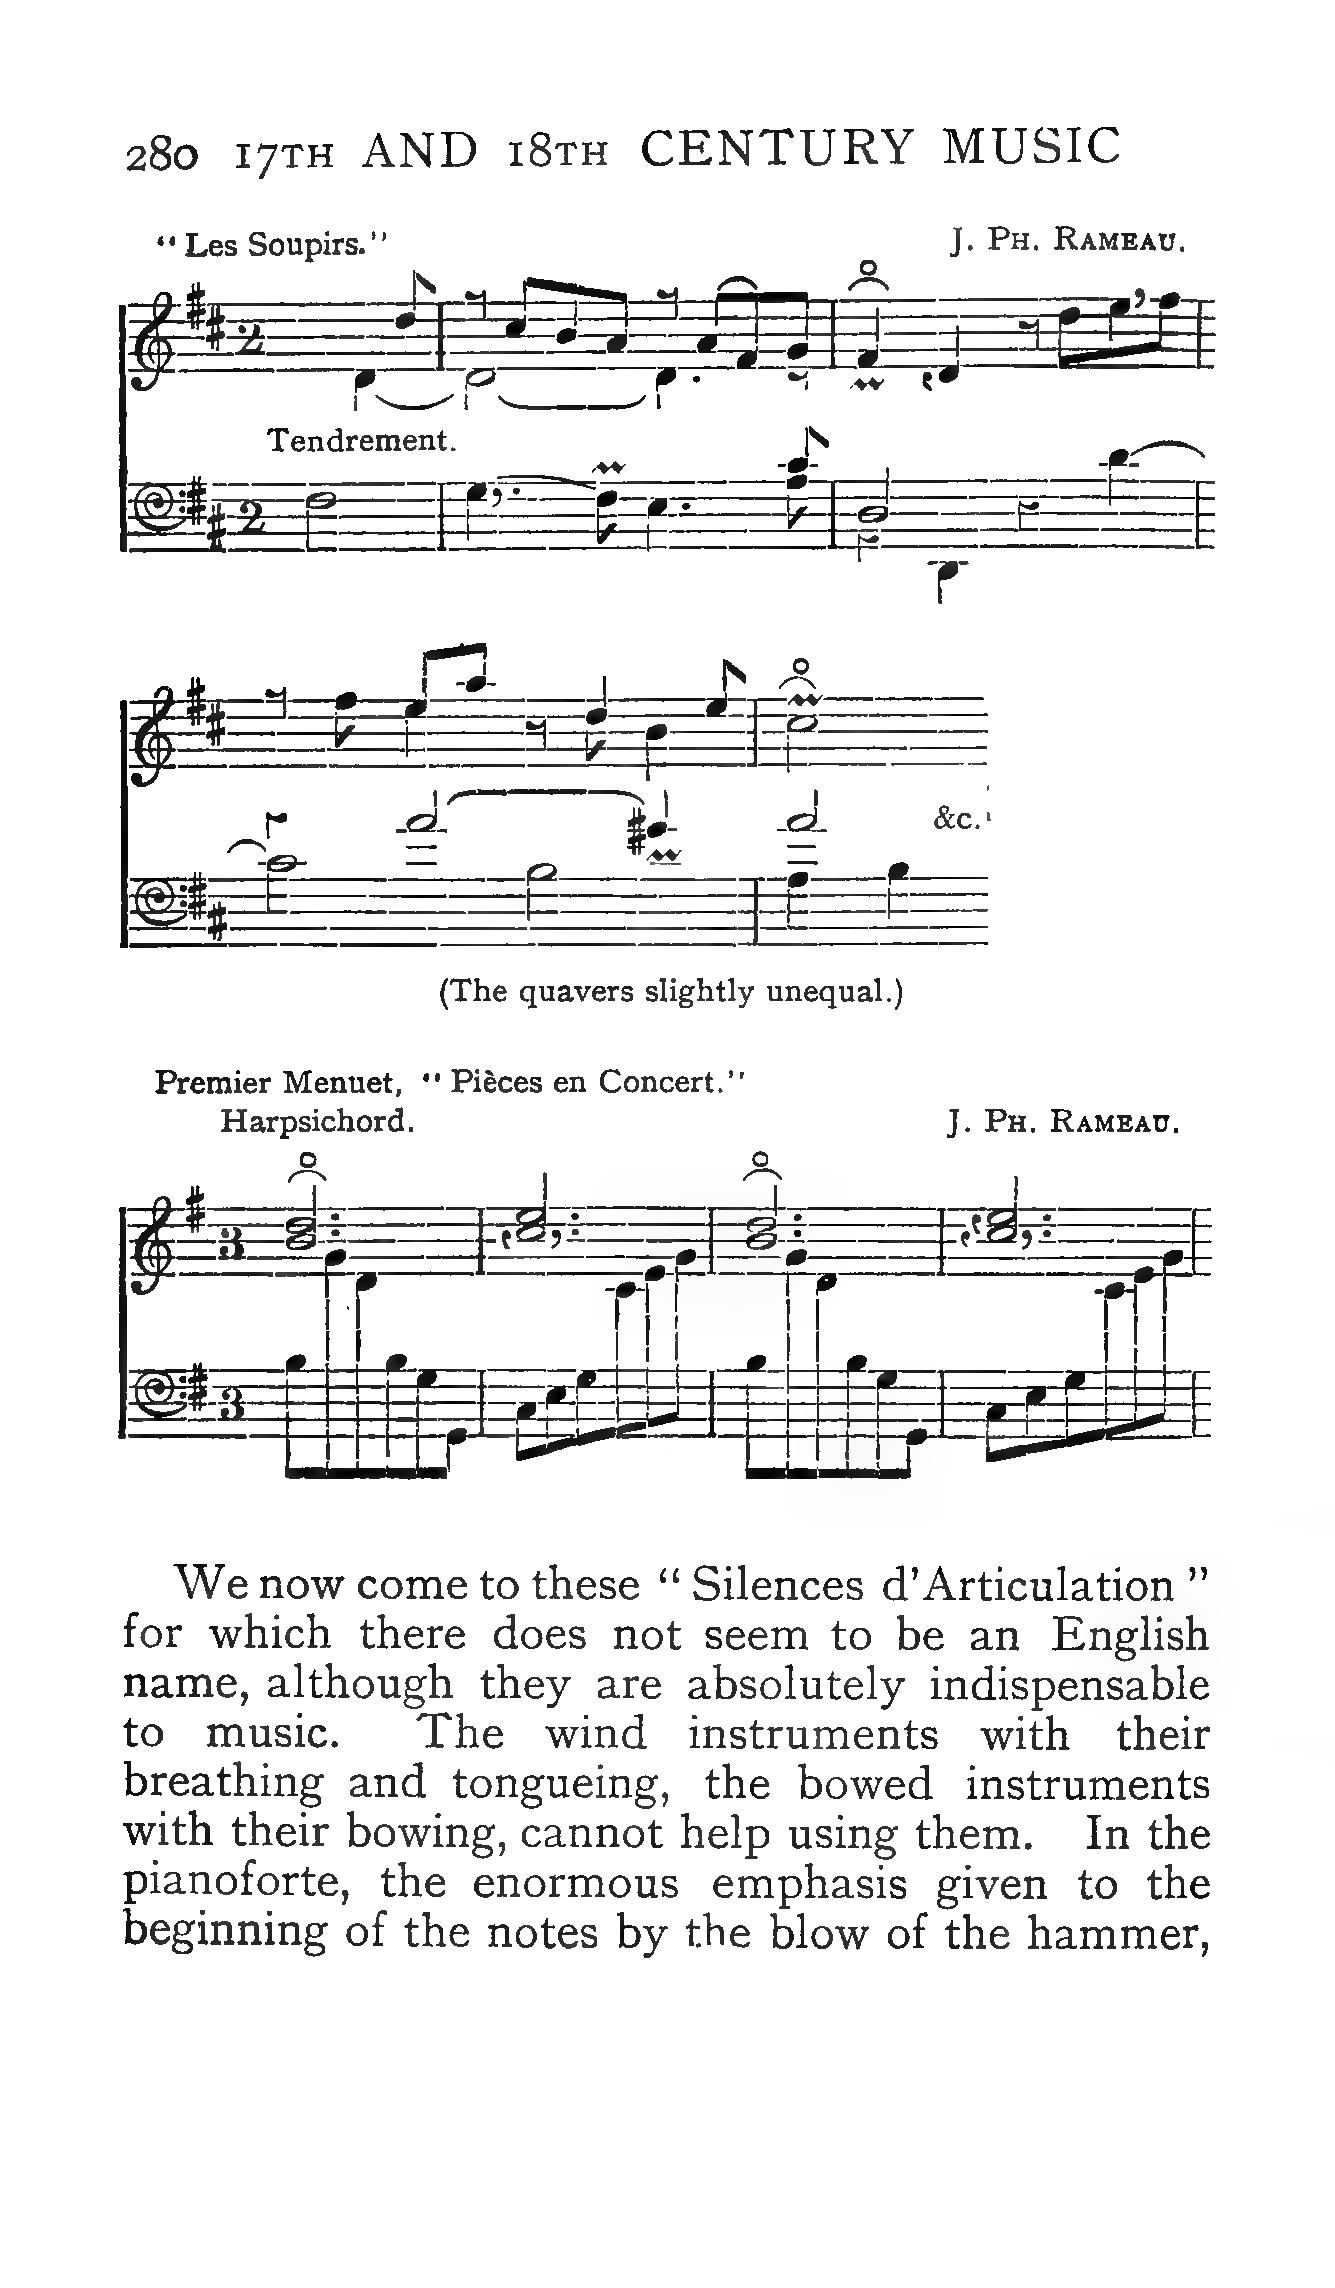 280 17TH AND 18TH CENTURY MUSIC
“Les Soupirs.” J. PH. RAMEAU.
2
Tendrement.
2
&c.
(The quavers slightly unequal.)
Premier Menuet, “Pièces en Concert.”
Harpsichord. J. PH. RAMEAU.
3
3
We now come to these “Silences d’Articulation”
for which there does not seem to be an English
name, although they are absolutely indispensable
to music. The wind instruments with their
breathing and tongueing, the bowed instruments
with their bowing, cannot help using them. In the
pianoforte, the enormous emphasis given to the
beginning of the notes by the blow of the hammer,